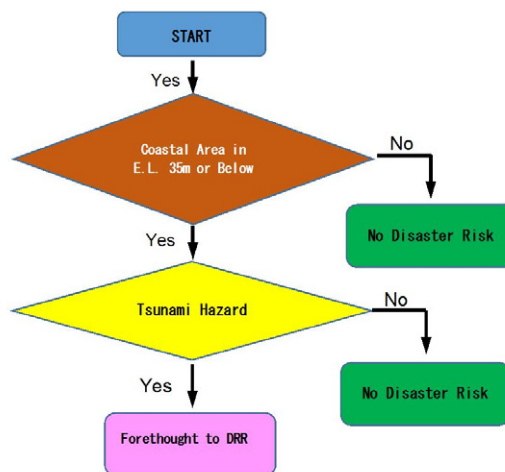 START
Yes
Coastal Area in
E.L. 35m or Below
No
No Disaster Risk
Yes
Tsunami Hazard
No
No Disaster Risk
Yes
Forethought to DRR